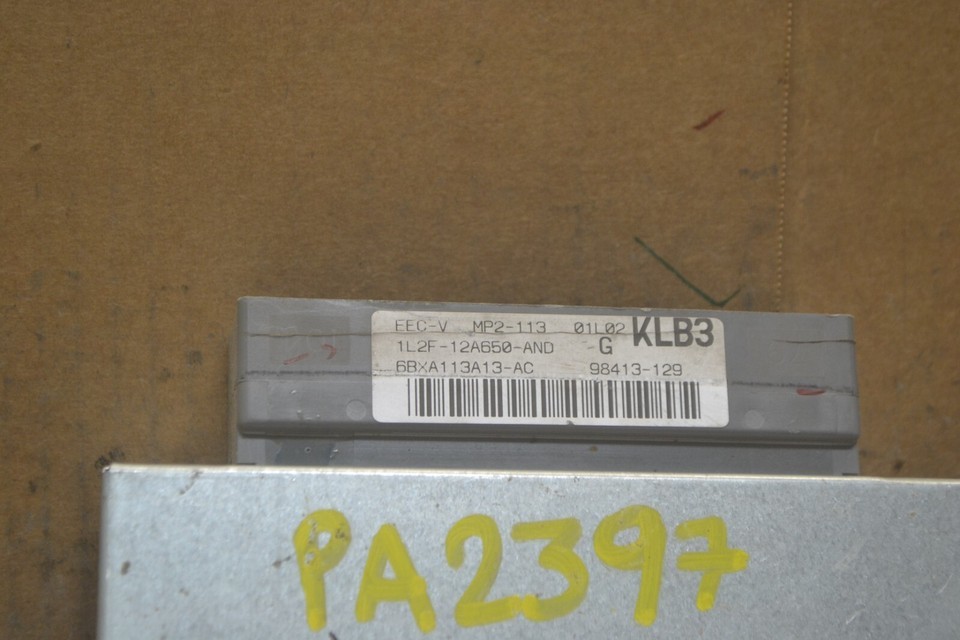 EEC-V MP2-113 01L02 KLB3
1L2F-12A650-AND G
6BXA113A13-AC 98413-129
PA2397